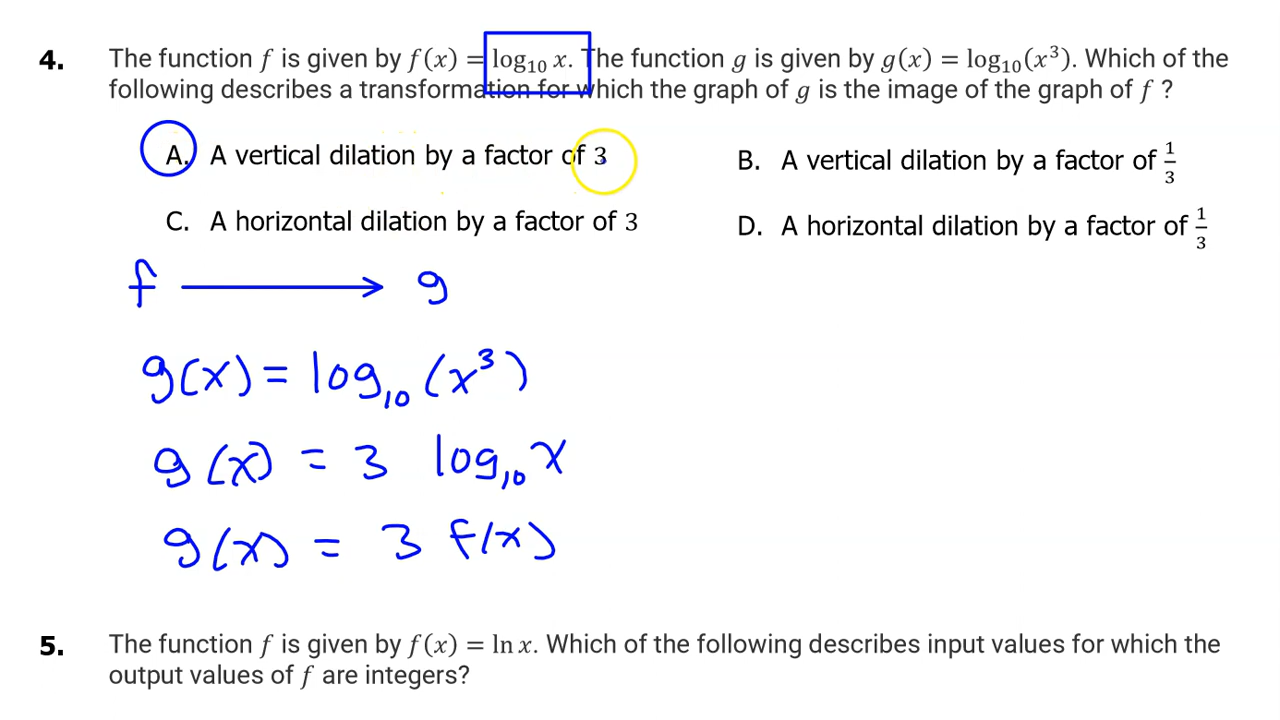 4. The function f is given by f(x) = log₁₀ x. The function g is given by g(x) = log₁₀(x³). Which of the
following describes a transformation for which the graph of g is the image of the graph of f ?
A. A vertical dilation by a factor of 3
B. A vertical dilation by a factor of 1/3
C. A horizontal dilation by a factor of 3
D. A horizontal dilation by a factor of 1/3
f ⟶ g
g(x) = log₁₀ (x³)
g(x) = 3 log₁₀ x
g(x) = 3 f(x)
5. The function f is given by f(x) = ln x. Which of the following describes input values for which the
output values of f are integers?